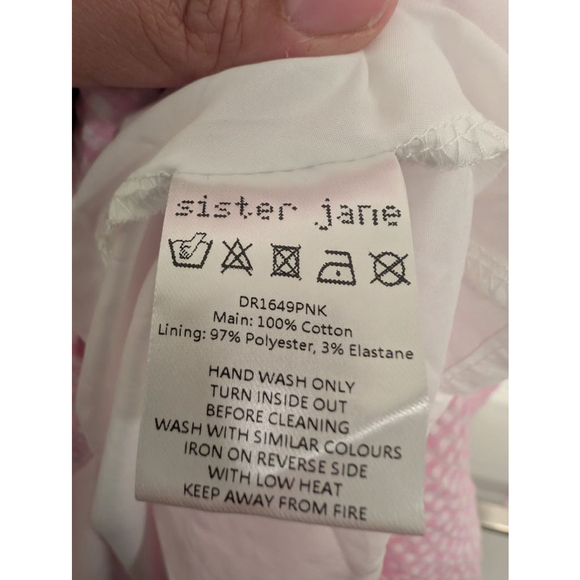 sister jane
DR1649PNK
Main: 100% Cotton
Lining: 97% Polyester, 3% Elastane
HAND WASH ONLY
TURN INSIDE OUT
BEFORE CLEANING
WASH WITH SIMILAR COLOURS
IRON ON REVERSE SIDE
WITH LOW HEAT
KEEP AWAY FROM FIRE